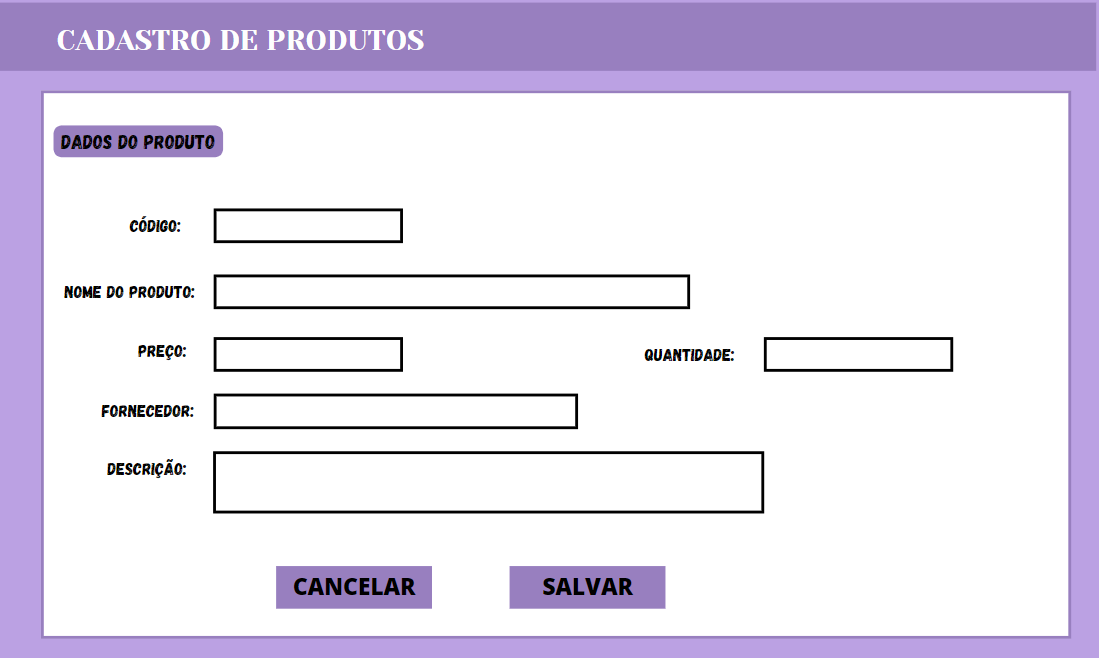 CADASTRO DE PRODUTOS
DADOS DO PRODUTO
CÓDIGO:
NOME DO PRODUTO:
PREÇO:
QUANTIDADE:
FORNECEDOR:
DESCRIÇÃO:
CANCELAR
SALVAR